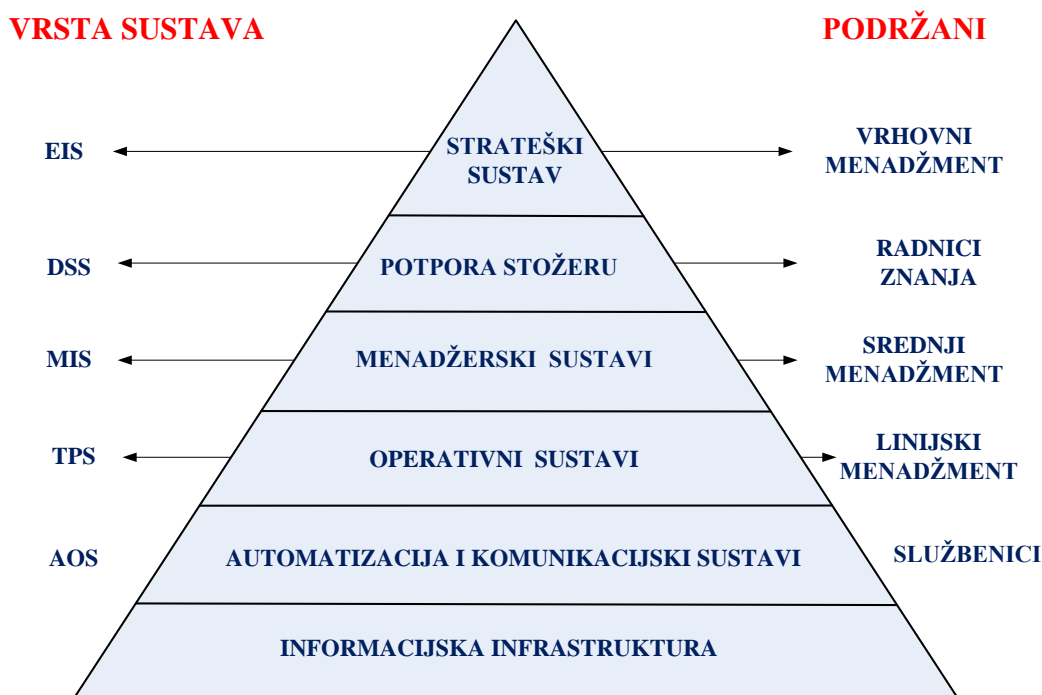 VRSTA SUSTAVA
PODRŽANI
EIS
STRATEŠKI
SUSTAV
VRHOVNI
MENADŽMENT
DSS
POTPORA STOŽERU
RADNICI
ZNANJA
MIS
MENADŽERSKI SUSTAVI
SREDNJI
MENADŽMENT
TPS
OPERATIVNI SUSTAVI
LINIJSKI
MENADŽMENT
AOS
AUTOMATIZACIJA I KOMUNIKACIJSKI SUSTAVI
SLUŽBENICI
INFORMACIJSKA INFRASTRUKTURA